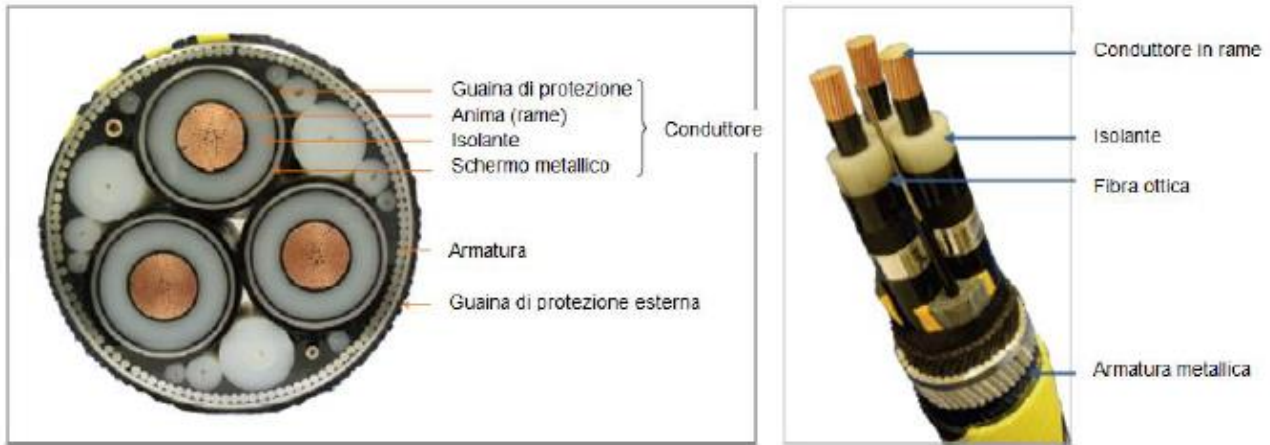 Guaina di protezione
Anima (rame)
Isolante
Schermo metallico
Conduttore
Armatura
Guaina di protezione esterna
Conduttore in rame
Isolante
Fibra ottica
Armatura metallica